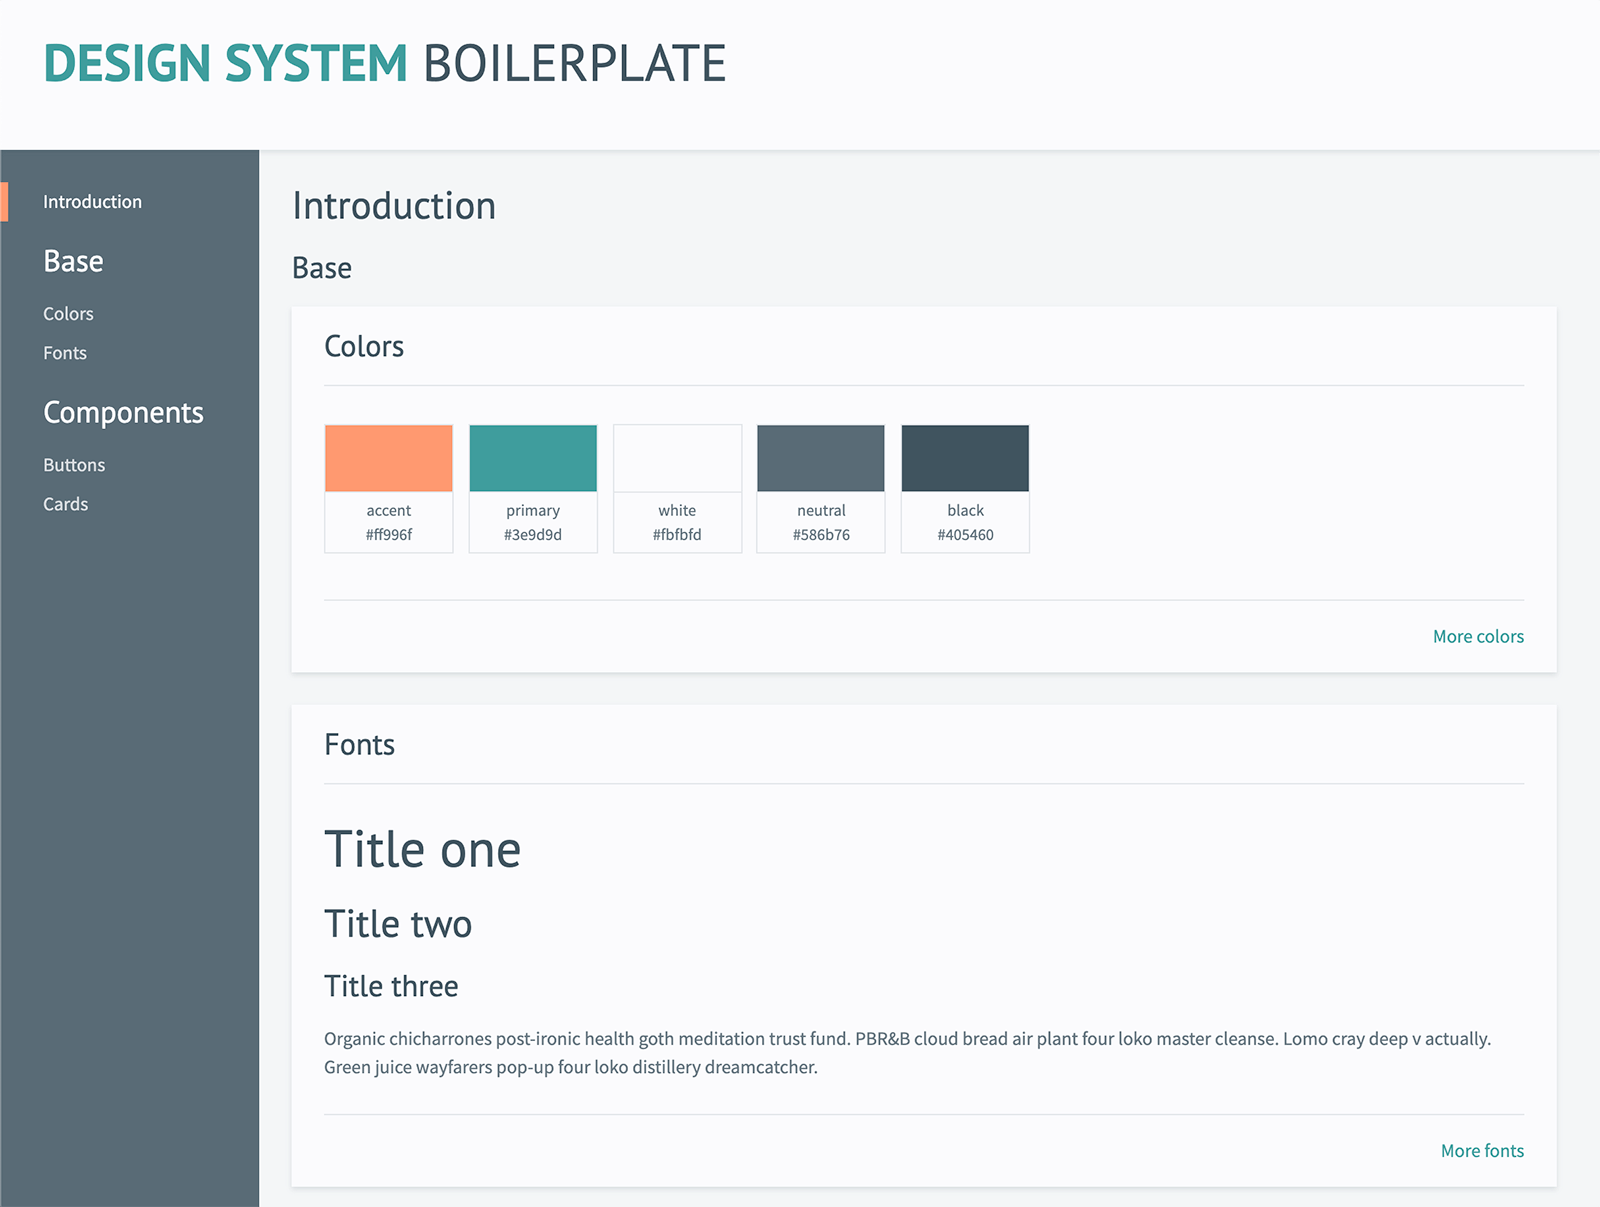 DESIGN SYSTEM BOILERPLATE
Introduction
Base
Colors
Fonts
Components
Buttons
Cards
Introduction
Base
Colors
accent
#ff996f
primary
#3e9d9d
white
#fbfbfd
neutral
#586b76
black
#405460
More colors
Fonts
Title one
Title two
Title three
Organic chicharrones post-ironic health goth meditation trust fund. PBR&B cloud bread air plant four loko master cleanse. Lomo cray deep v actually.
Green juice wayfarers pop-up four loko distillery dreamcatcher.
More fonts